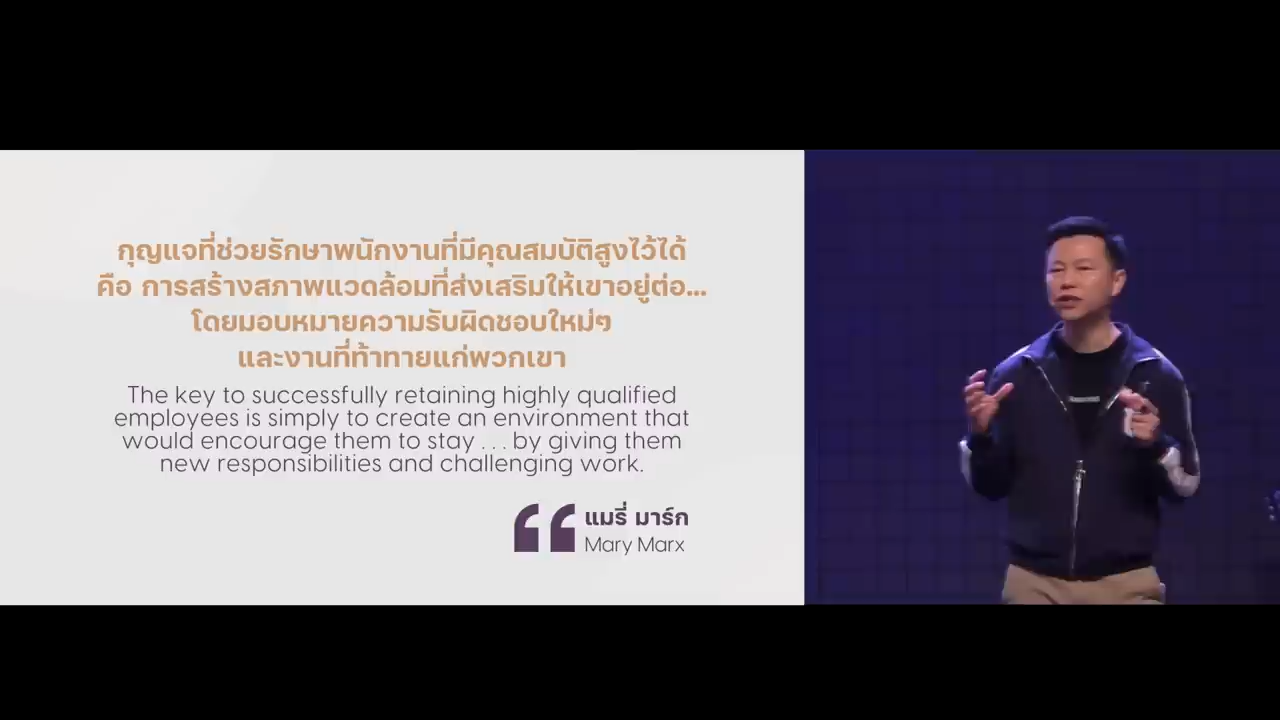 กุญแจที่ช่วยรักษาพนักงานที่มีคุณสมบัติสูงไว้ได้
คือ การสร้างสภาพแวดล้อมที่ส่งเสริมให้เขาอยู่ต่อ...
โดยมอบหมายความรับผิดชอบใหม่ๆ
และงานที่ท้าทายแก่พวกเขา
The key to successfully retaining highly qualified
employees is simply to create an environment that
would encourage them to stay . . . by giving them
new responsibilities and challenging work.
แมรี่ มาร์ก
Mary Marx